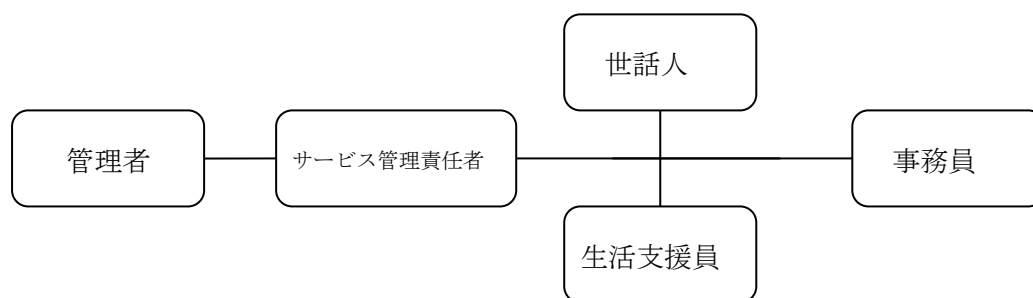 世話人
管理者
サービス管理責任者
事務員
生活支援員